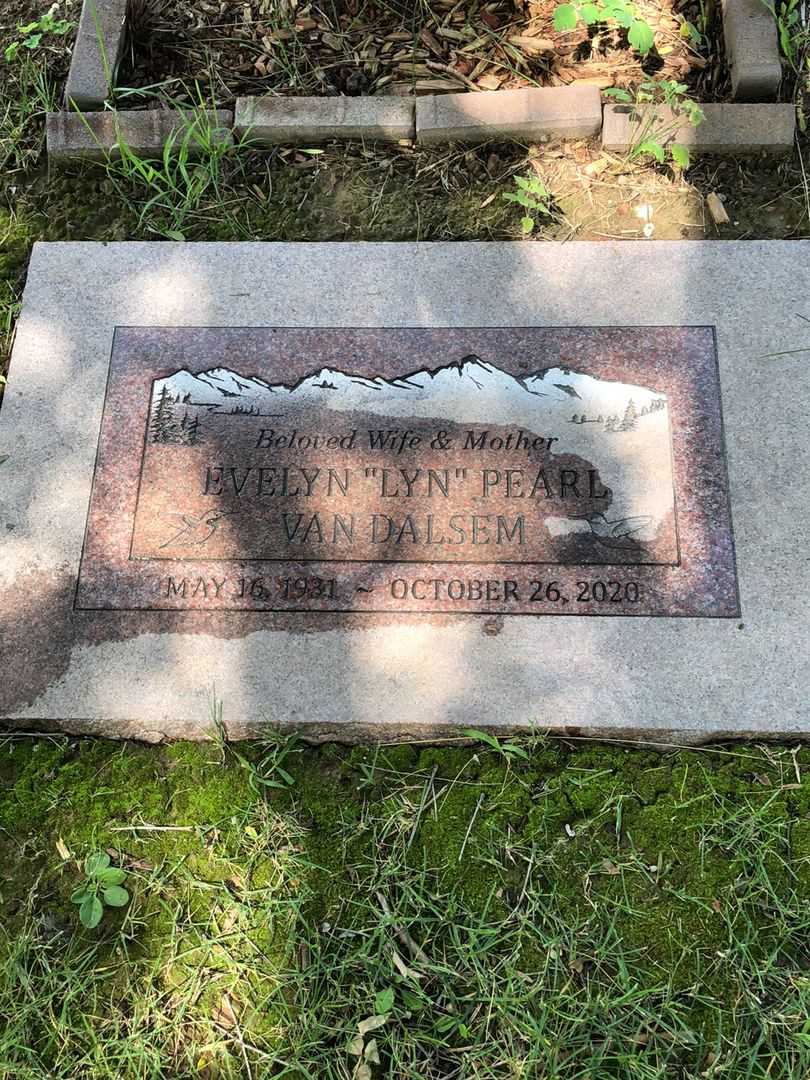 Beloved Wife & Mother
EVELYN "LYN" PEARL
VAN DALSEM
MAY 16, 1931 ~ OCTOBER 26, 2020